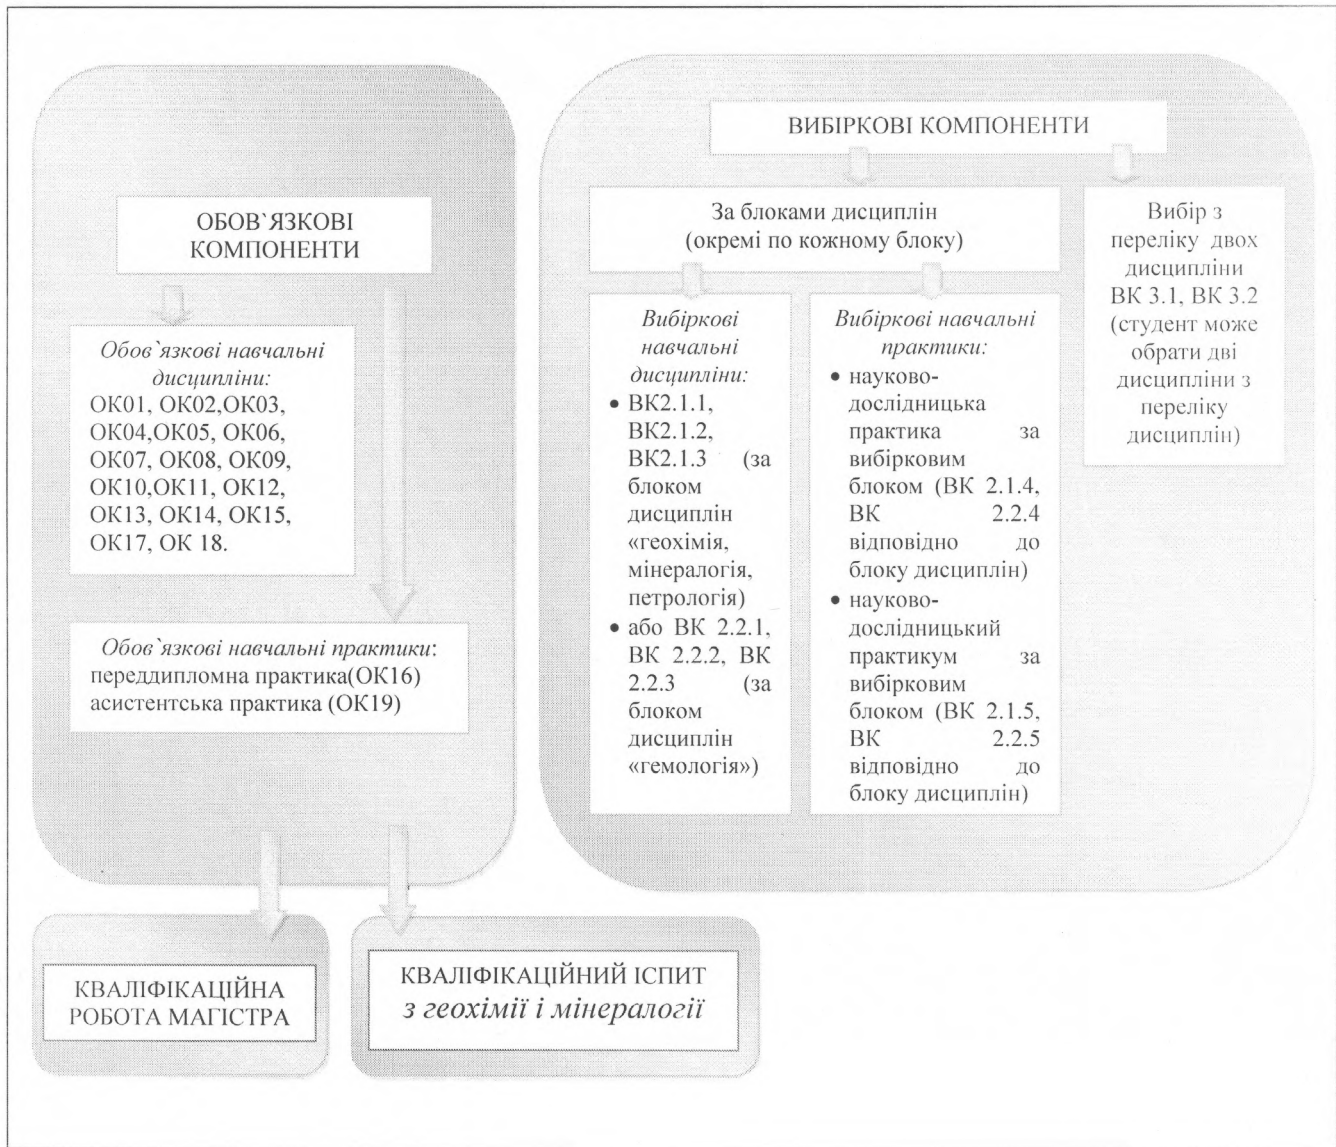 ОБОВ`ЯЗКОВІ
КОМПОНЕНТИ
Обов`язкові навчальні
дисципліни:
ОК01, ОК02,ОК03,
ОК04,ОК05, ОК06,
ОК07, ОК08, ОК09,
ОК10,ОК11, ОК12,
ОК13, ОК14, ОК15,
ОК17, ОК 18.
Обов`язкові навчальні практики:
переддипломна практика(ОК16)
асистентська практика (ОК19)
ВИБІРКОВІ КОМПОНЕНТИ
За блоками дисциплін
(окремі по кожному блоку)
Вибіркові
навчальні
дисципліни:
• ВК2.1.1,
ВК2.1.2,
ВК2.1.3 (за
блоком
дисциплін
«геохімія,
мінералогія,
петрологія)
• або ВК 2.2.1,
ВК 2.2.2, ВК
2.2.3 (за
блоком
дисциплін
«гемологія»)
Вибіркові навчальні
практики:
• науково-
дослідницька
практика за
вибірковим
блоком (ВК 2.1.4,
ВК 2.2.4
відповідно до
блоку дисциплін)
• науково-
дослідницький
практикум за
вибірковим
блоком (ВК 2.1.5,
ВК 2.2.5
відповідно до
блоку дисциплін)
Вибір з
переліку двох
дисципліни
ВК 3.1, ВК 3.2
(студент може
обрати дві
дисципліни з
переліку
дисциплін)
КВАЛІФІКАЦІЙНА
РОБОТА МАГІСТРА
КВАЛІФІКАЦІЙНИЙ ІСПИТ
з геохімії і мінералогії